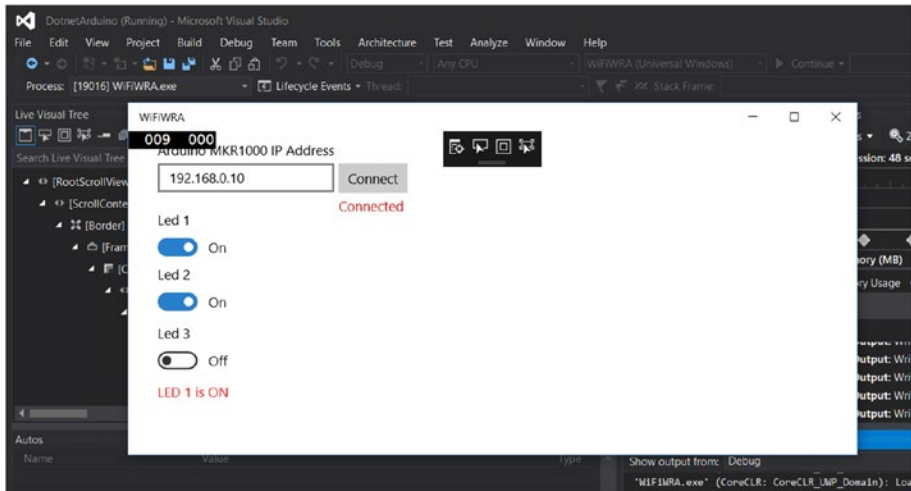 DotnetArduino (Running) - Microsoft Visual Studio
File Edit View Project Build Debug Team Tools Architecture Test Analyze Window Help
Debug Any CPU WiFiWRA (Universal Windows) Continue
Process: [19016] WiFiWRA.exe Lifecycle Events Thread: Stack Frame:
Live Visual Tree
Search Live Visual Tree
[RootScrollView
[ScrollConte
[Border]
[Fram
[C
WiFiWRA
009 000
Arduino MKR1000 IP Address
192.168.0.10 Connect
Connected
Led 1
On
Led 2
On
Led 3
Off
LED 1 is ON
ssion: 48 se
ory (MB)
ry Usage
utput: Wri
utput: Wri
utput: Wri
utput: Wri
Autos
Name Value Type
Show output from: Debug
'WiFiWRA.exe' (CoreCLR: CoreCLR_UWP_Domain): Loa